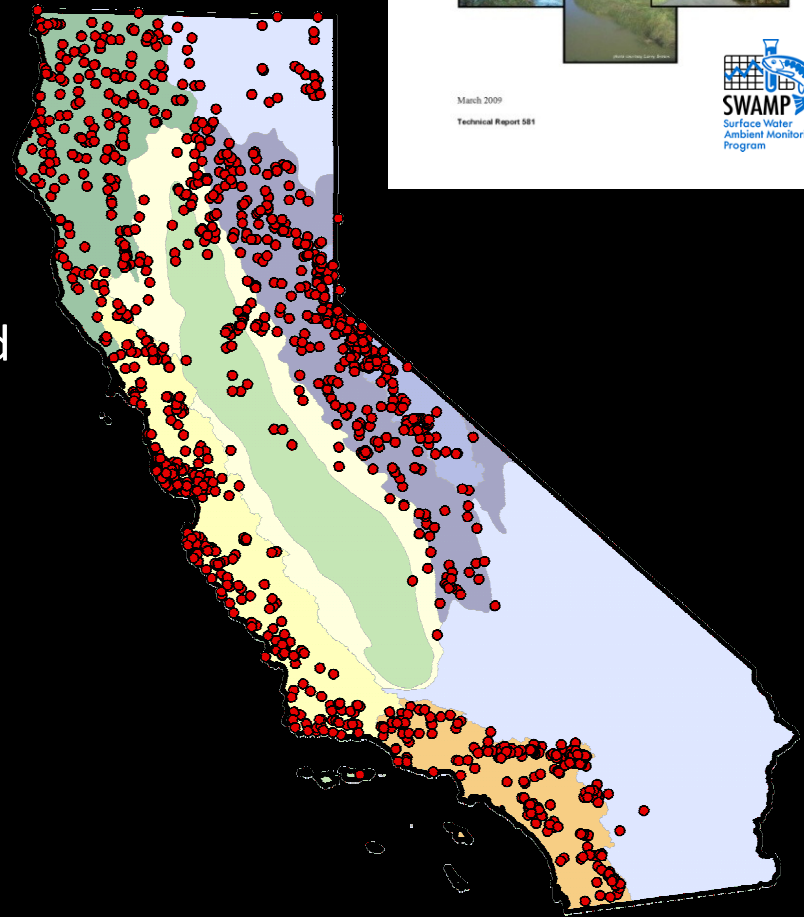 March 2009
Technical Report 581
SWAMP
Surface Water
Ambient Monitor
Program
d